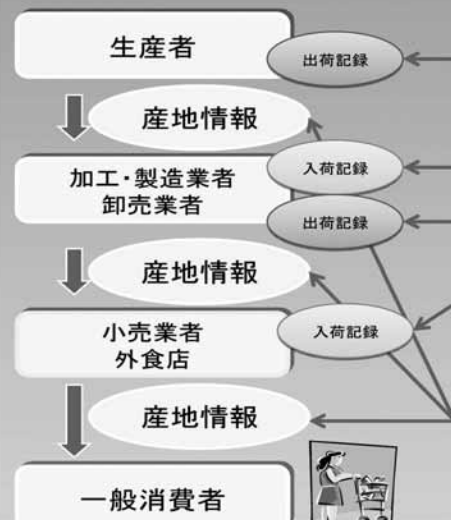 生産者
出荷記録
産地情報
入荷記録
加工・製造業者
卸売業者
出荷記録
産地情報
小売業者
外食店
入荷記録
産地情報
一般消費者